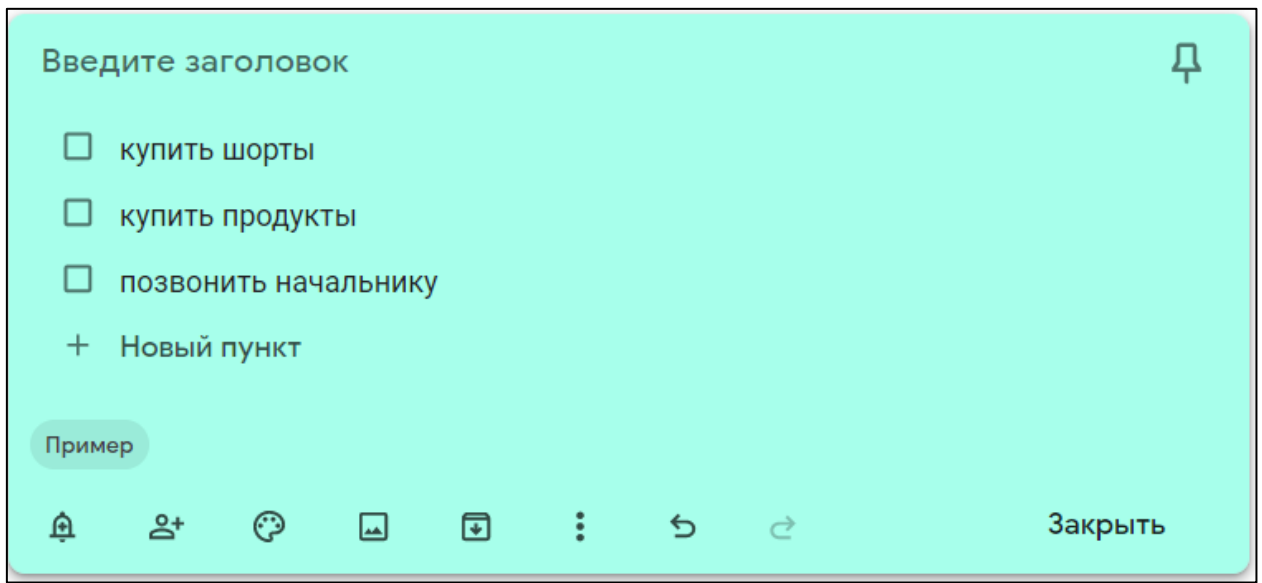 Введите заголовок
купить шорты
купить продукты
позвонить начальнику
Новый пункт
Пример
Закрыть